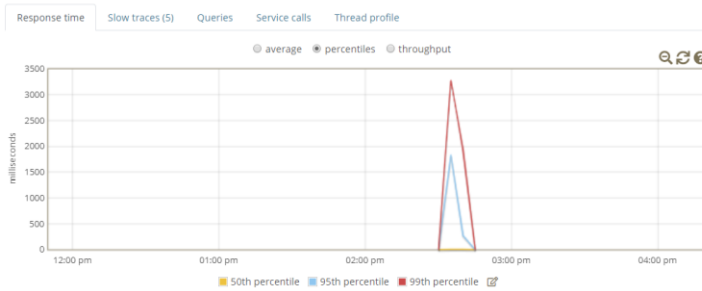 Response time Slow traces (5) Queries Service calls Thread profile
average percentiles throughput
3500
3000
2500
2000
1500
1000
500
0
milliseconds
12:00 pm 01:00 pm 02:00 pm 03:00 pm 04:00 pm
50th percentile 95th percentile 99th percentile